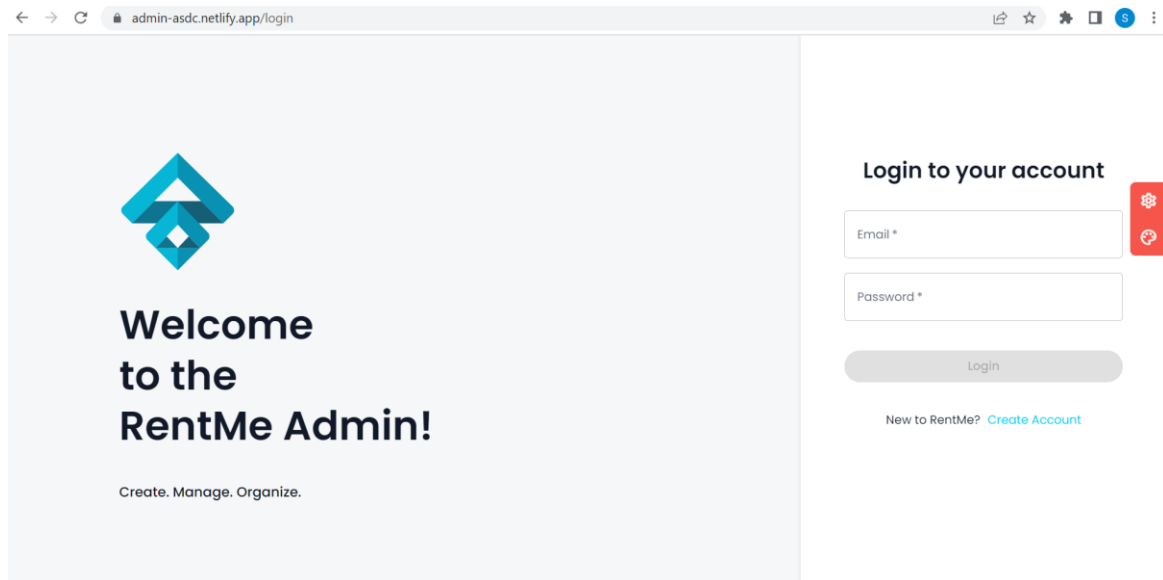 admin-asdc.netlify.app/login
S
Welcome
to the
RentMe Admin!
Create. Manage. Organize.
Login to your account
Email *
Password *
Login
New to RentMe? Create Account